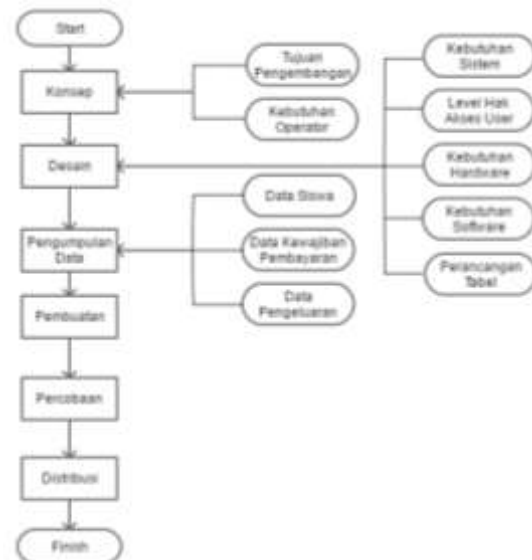 Start
Konsep
Tujuan
Pengembangan
Kebutuhan
Operator
Desain
Kebutuhan
Sistem
Level Hak
Akses User
Kebutuhan
Hardware
Kebutuhan
Software
Perancangan
Tabel
Pengumpulan
Data
Data Siswa
Data Kewajiban
Pembayaran
Data
Pengeluaran
Pembuatan
Percobaan
Distribusi
Finish